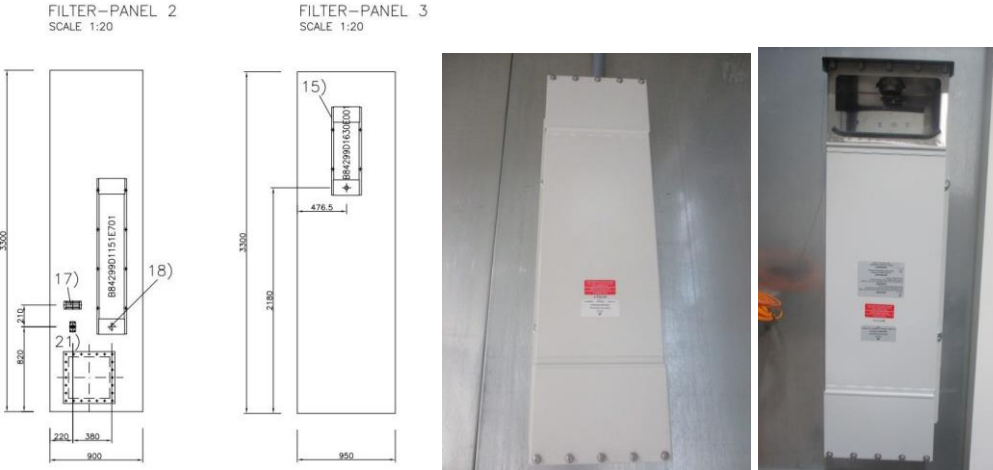 FILTER-PANEL 2
SCALE 1:20
3300
B84299D1151E701
17)
18)
210
21)
820
220
380
900
FILTER-PANEL 3
SCALE 1:20
15)
B84299D1630E001
476.5
3300
2180
950